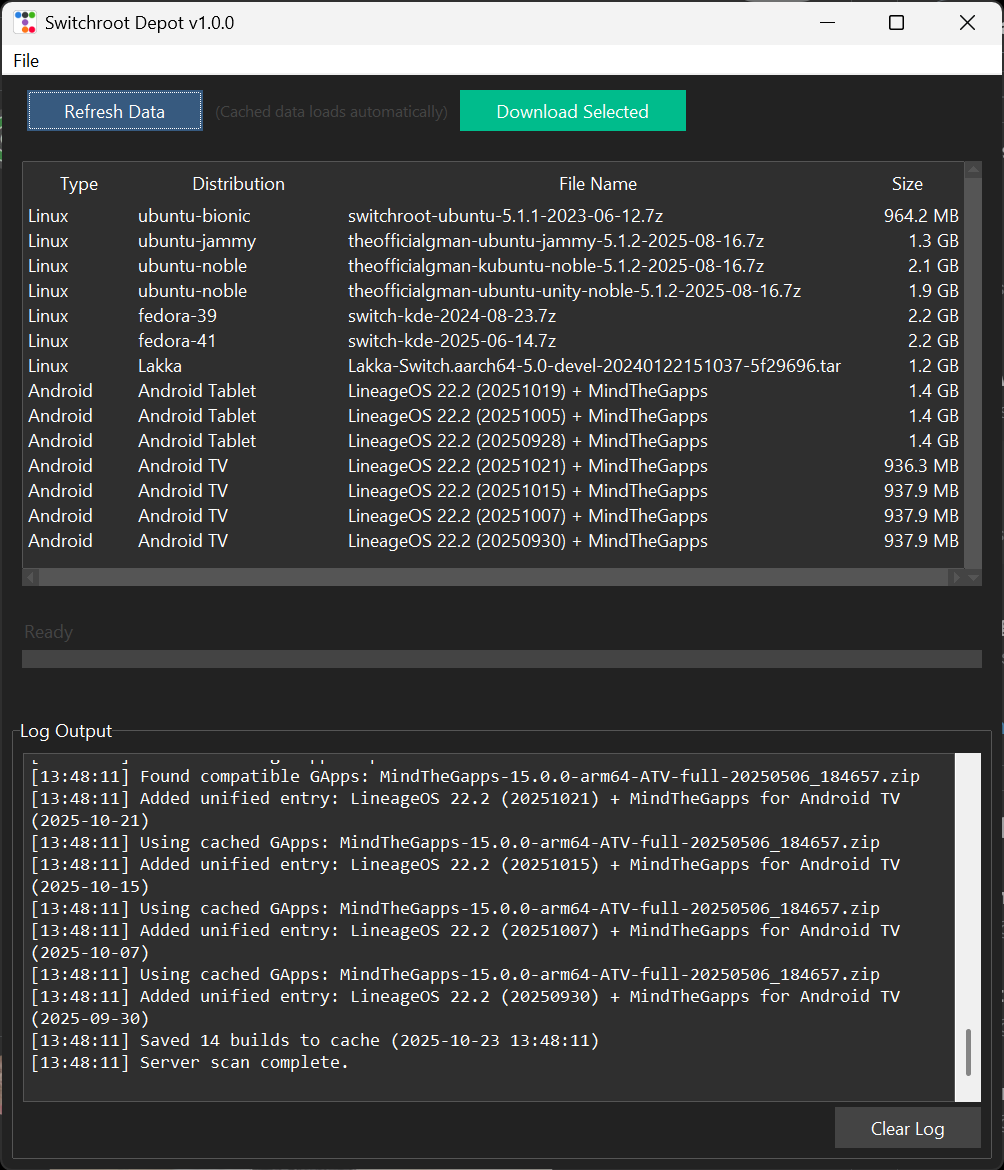 Switchroot Depot v1.0.0
File
Refresh Data (Cached data loads automatically) Download Selected
Type Distribution File Name Size
Linux ubuntu-bionic switchroot-ubuntu-5.1.1-2023-06-12.7z 964.2 MB
Linux ubuntu-jammy theofficialgman-ubuntu-jammy-5.1.2-2025-08-16.7z 1.3 GB
Linux ubuntu-noble theofficialgman-kubuntu-noble-5.1.2-2025-08-16.7z 2.1 GB
Linux ubuntu-noble theofficialgman-ubuntu-unity-noble-5.1.2-2025-08-16.7z 1.9 GB
Linux fedora-39 switch-kde-2024-08-23.7z 2.2 GB
Linux fedora-41 switch-kde-2025-06-14.7z 2.2 GB
Linux Lakka Lakka-Switch.aarch64-5.0-devel-20240122151037-5f29696.tar 1.2 GB
Android Android Tablet LineageOS 22.2 (20251019) + MindTheGapps 1.4 GB
Android Android Tablet LineageOS 22.2 (20251005) + MindTheGapps 1.4 GB
Android Android Tablet LineageOS 22.2 (20250928) + MindTheGapps 1.4 GB
Android Android TV LineageOS 22.2 (20251021) + MindTheGapps 936.3 MB
Android Android TV LineageOS 22.2 (20251015) + MindTheGapps 937.9 MB
Android Android TV LineageOS 22.2 (20251007) + MindTheGapps 937.9 MB
Android Android TV LineageOS 22.2 (20250930) + MindTheGapps 937.9 MB
Ready
Log Output
[13:48:11] Found compatible GApps: MindTheGapps-15.0.0-arm64-ATV-full-20250506_184657.zip
[13:48:11] Added unified entry: LineageOS 22.2 (20251021) + MindTheGapps for Android TV
(2025-10-21)
[13:48:11] Using cached GApps: MindTheGapps-15.0.0-arm64-ATV-full-20250506_184657.zip
[13:48:11] Added unified entry: LineageOS 22.2 (20251015) + MindTheGapps for Android TV
(2025-10-15)
[13:48:11] Using cached GApps: MindTheGapps-15.0.0-arm64-ATV-full-20250506_184657.zip
[13:48:11] Added unified entry: LineageOS 22.2 (20251007) + MindTheGapps for Android TV
(2025-10-07)
[13:48:11] Using cached GApps: MindTheGapps-15.0.0-arm64-ATV-full-20250506_184657.zip
[13:48:11] Added unified entry: LineageOS 22.2 (20250930) + MindTheGapps for Android TV
(2025-09-30)
[13:48:11] Saved 14 builds to cache (2025-10-23 13:48:11)
[13:48:11] Server scan complete.
Clear Log